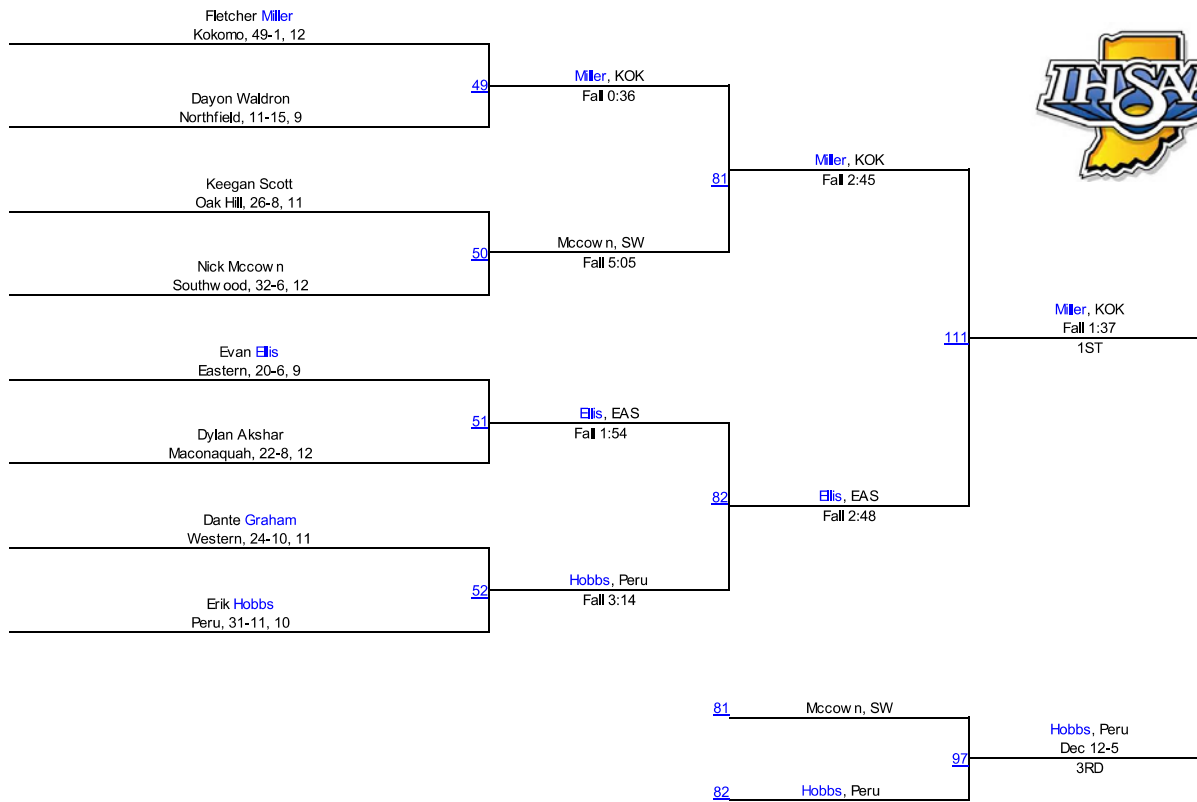 Fletcher Miller
Kokomo, 49-1, 12
49
Dayon Waldron
Northfield, 11-15, 9
Miller, KOK
Fall 0:36
Keegan Scott
Oak Hill, 26-8, 11
50
Nick Mccown
Southwood, 32-6, 12
Mccown, SW
Fall 5:05
81
Miller, KOK
Fall 2:45
Evan Ellis
Eastern, 20-6, 9
51
Dylan Akshar
Maconaquah, 22-8, 12
Ellis, EAS
Fall 1:54
Dante Graham
Western, 24-10, 11
52
Erik Hobbs
Peru, 31-11, 10
Hobbs, Peru
Fall 3:14
82
Ellis, EAS
Fall 2:48
111
Miller, KOK
Fall 1:37
1ST
81
Mccown, SW
82
Hobbs, Peru
97
Hobbs, Peru
Dec 12-5
3RD
IHSAA